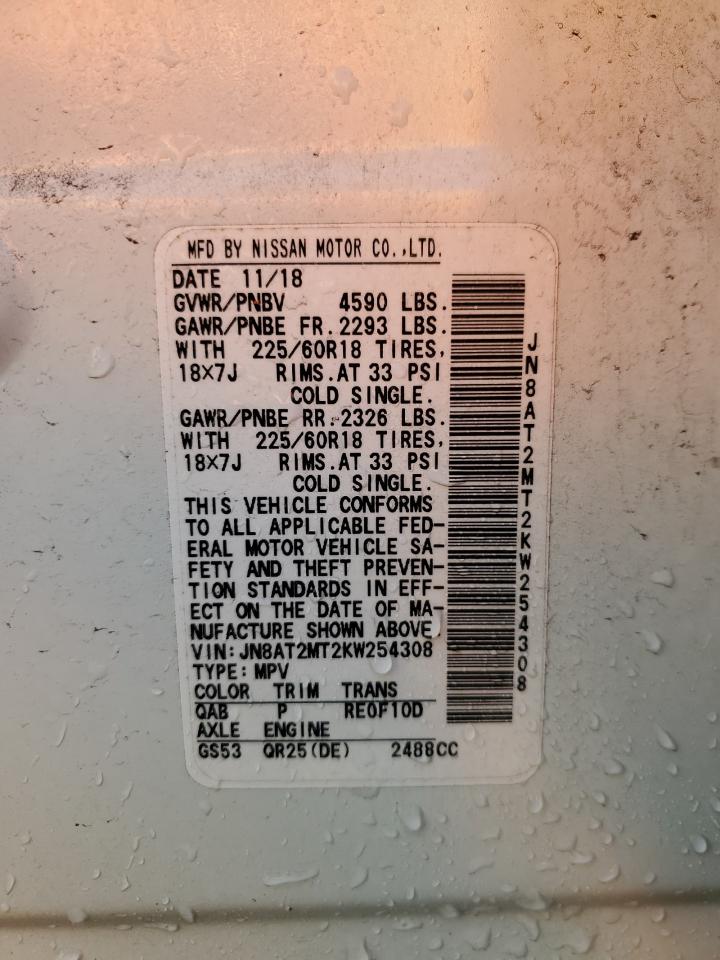 MFD BY NISSAN MOTOR CO.,LTD.
DATE 11/18
GVWR/PNBV 4590 LBS.
GAWR/PNBE FR.2293 LBS.
WITH 225/60R18 TIRES,
18×7J RIMS.AT 33 PSI
COLD SINGLE.
GAWR/PNBE RR.2326 LBS.
WITH 225/60R18 TIRES,
18×7J RIMS.AT 33 PSI
COLD SINGLE.
THIS VEHICLE CONFORMS
TO ALL APPLICABLE FED-
ERAL MOTOR VEHICLE SA-
FETY AND THEFT PREVEN-
TION STANDARDS IN EFF-
ECT ON THE DATE OF MA-
NUFACTURE SHOWN ABOVE.
VIN:JN8AT2MT2KW254308
TYPE:MPV
COLOR TRIM TRANS
QAB P RE0F10D
AXLE ENGINE
GS53 QR25(DE) 2488CC
JN8AT2MT2KW254308